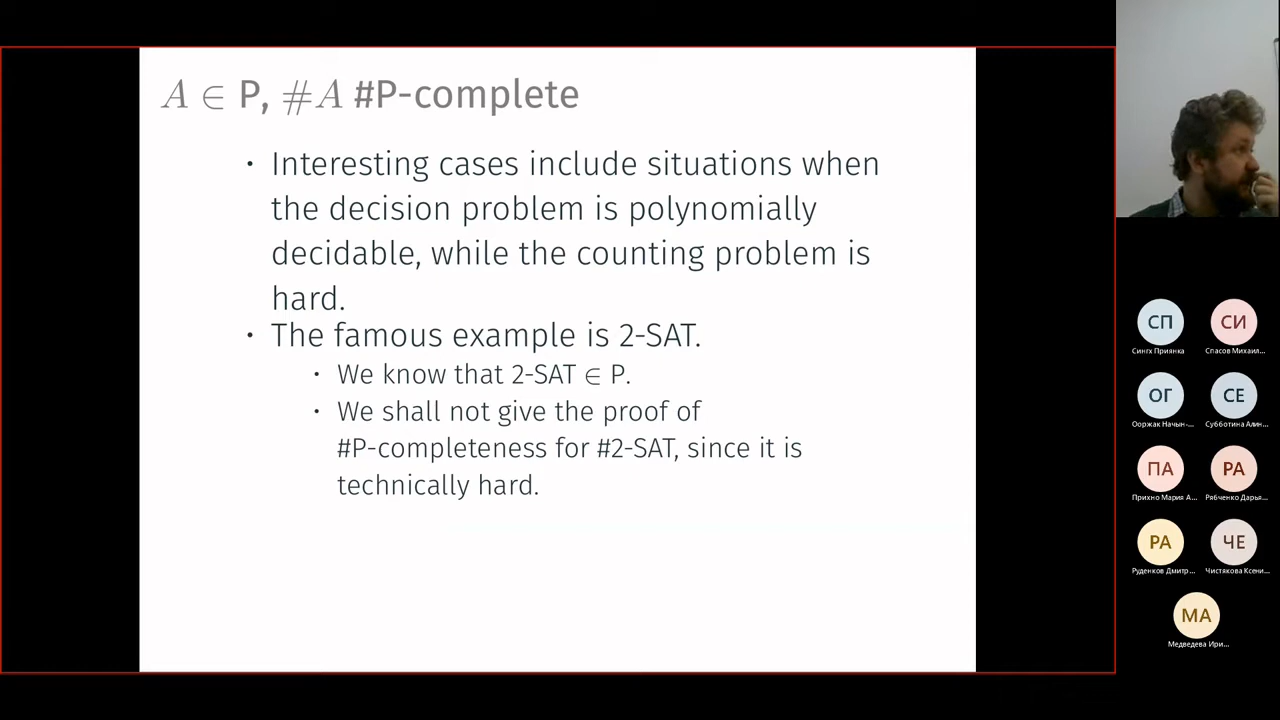 A ∈ P, #A #P-complete
• Interesting cases include situations when
the decision problem is polynomially
decidable, while the counting problem is
hard.
• The famous example is 2-SAT.
• We know that 2-SAT ∈ P.
• We shall not give the proof of
#P-completeness for #2-SAT, since it is
technically hard.
СП СИ
Сингх Приянка Спасов Михаил...
ОГ СЕ
Ооржак Начын-... Субботина Алин...
ПА РА
Прихно Мария А... Рябченко Дарья...
РА ЧЕ
Руденков Дмитр... Чистякова Ксени...
МА
Медведева Ири...